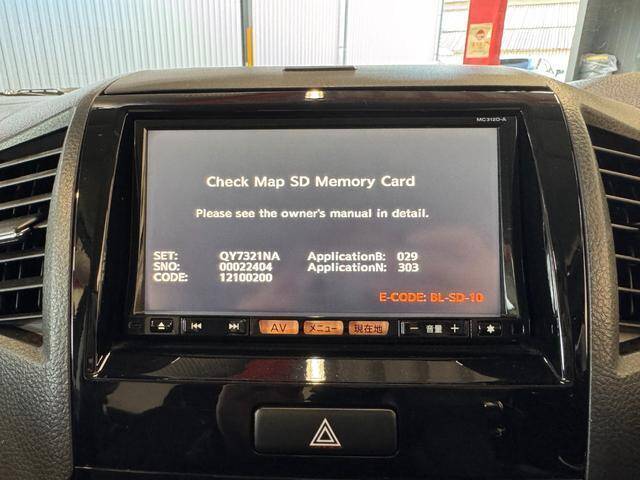 MC312D-A
Check Map SD Memory Card
Please see the owner's manual in detail.
SET: QY7321NA ApplicationB: 029
SNO: 00022404 ApplicationN: 303
CODE: 12100200
E-CODE: BL-SD-10
AV メニュー 現在地 − 音量 +